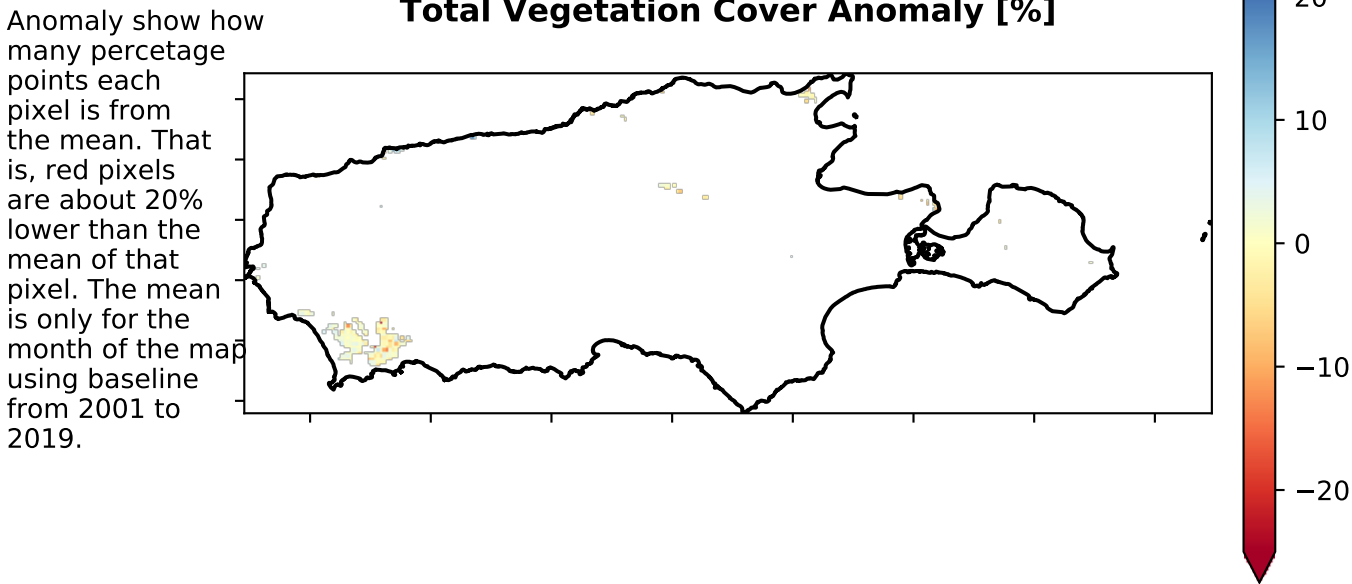 Total Vegetation Cover Anomaly [%]
Anomaly show how
many percetage
points each
pixel is from
the mean. That
is, red pixels
are about 20%
lower than the
mean of that
pixel. The mean
is only for the
month of the map
using baseline
from 2001 to
2019.
20
10
0
−10
−20